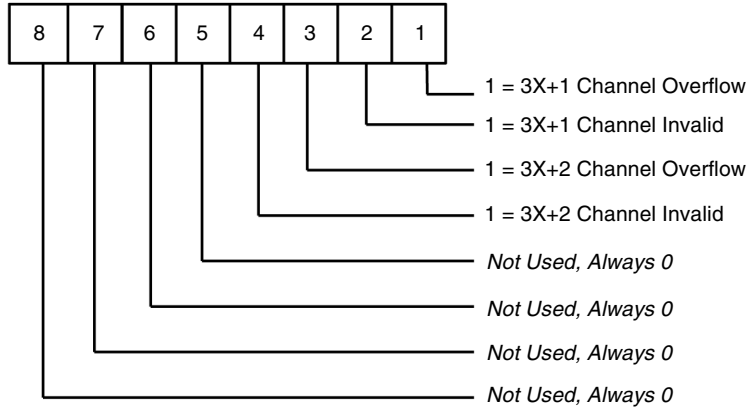 8 7 6 5 4 3 2 1
1 = 3X+1 Channel Overflow
1 = 3X+1 Channel Invalid
1 = 3X+2 Channel Overflow
1 = 3X+2 Channel Invalid
Not Used, Always 0
Not Used, Always 0
Not Used, Always 0
Not Used, Always 0